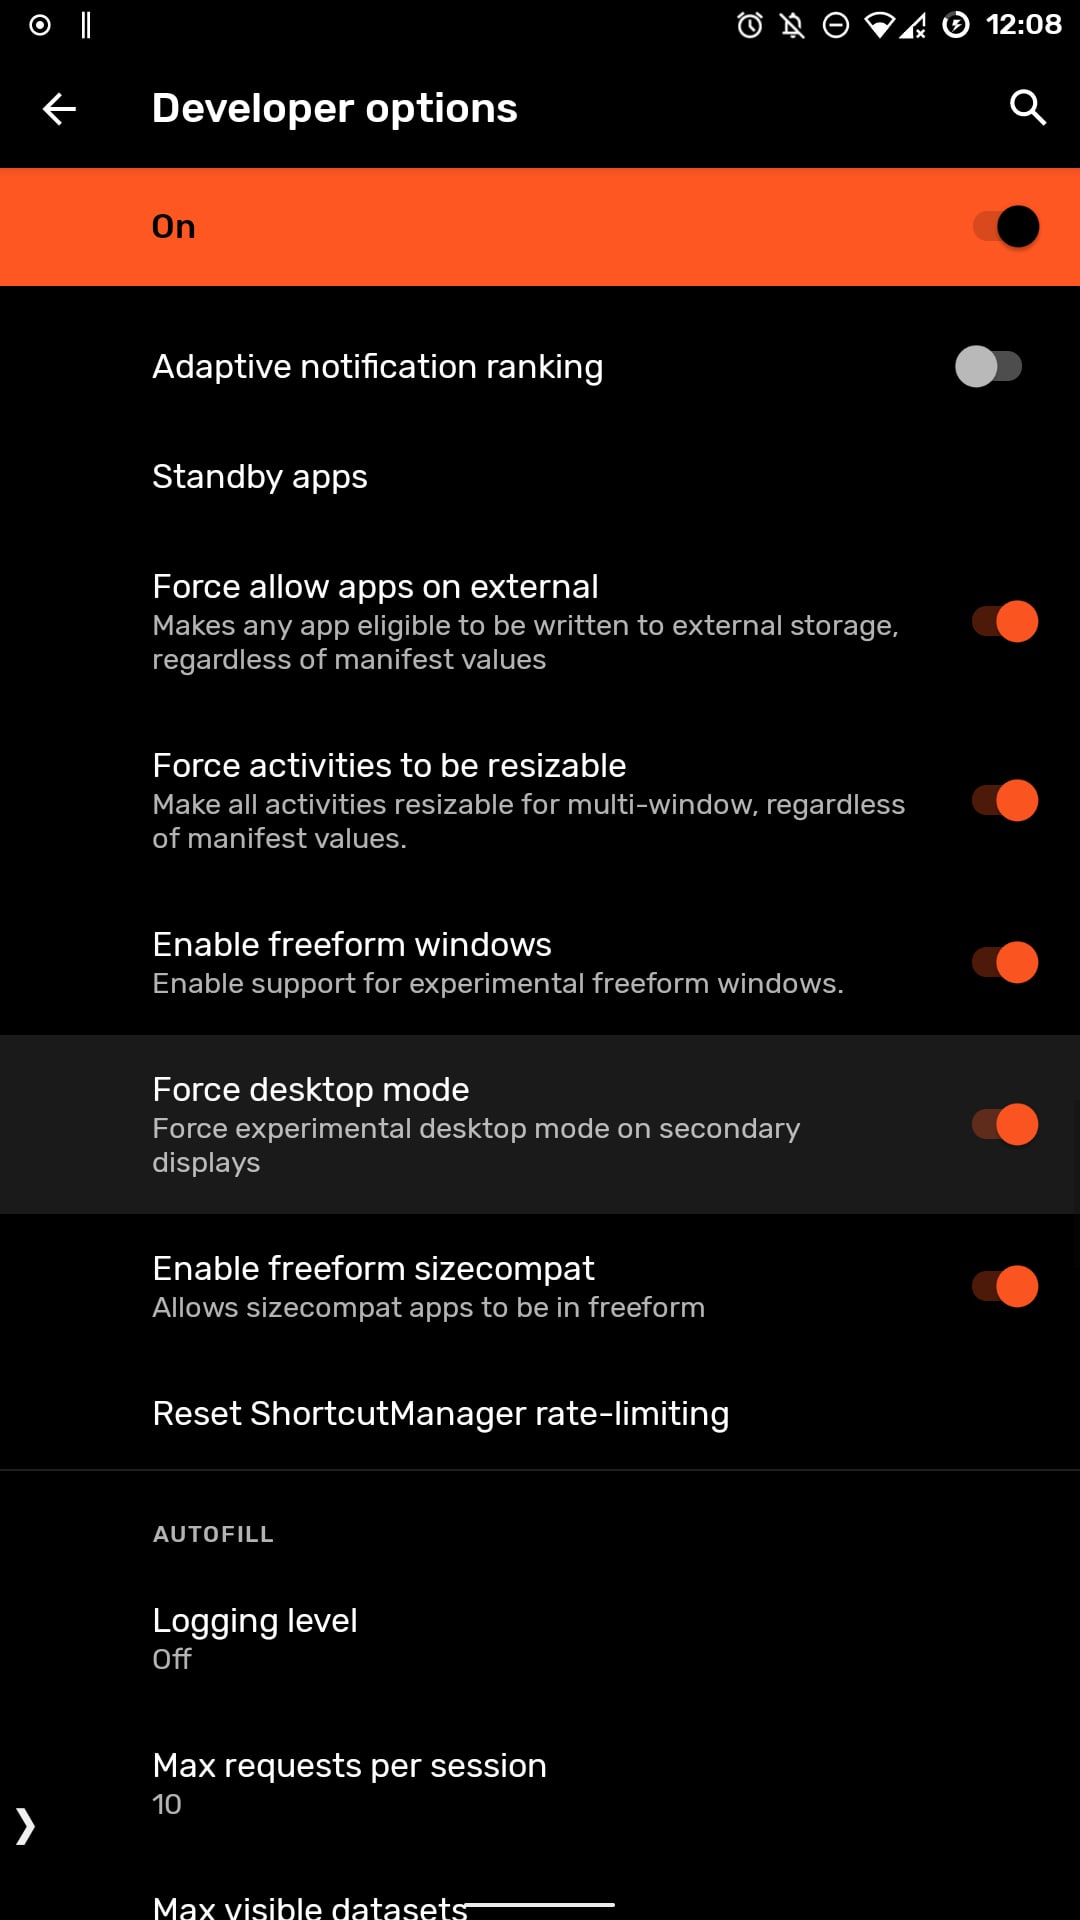 12:08
Developer options
On
Adaptive notification ranking
Standby apps
Force allow apps on external
Makes any app eligible to be written to external storage,
regardless of manifest values
Force activities to be resizable
Make all activities resizable for multi-window, regardless
of manifest values.
Enable freeform windows
Enable support for experimental freeform windows.
Force desktop mode
Force experimental desktop mode on secondary
displays
Enable freeform sizecompat
Allows sizecompat apps to be in freeform
Reset ShortcutManager rate-limiting
AUTOFILL
Logging level
Off
Max requests per session
10
Max visible datasets